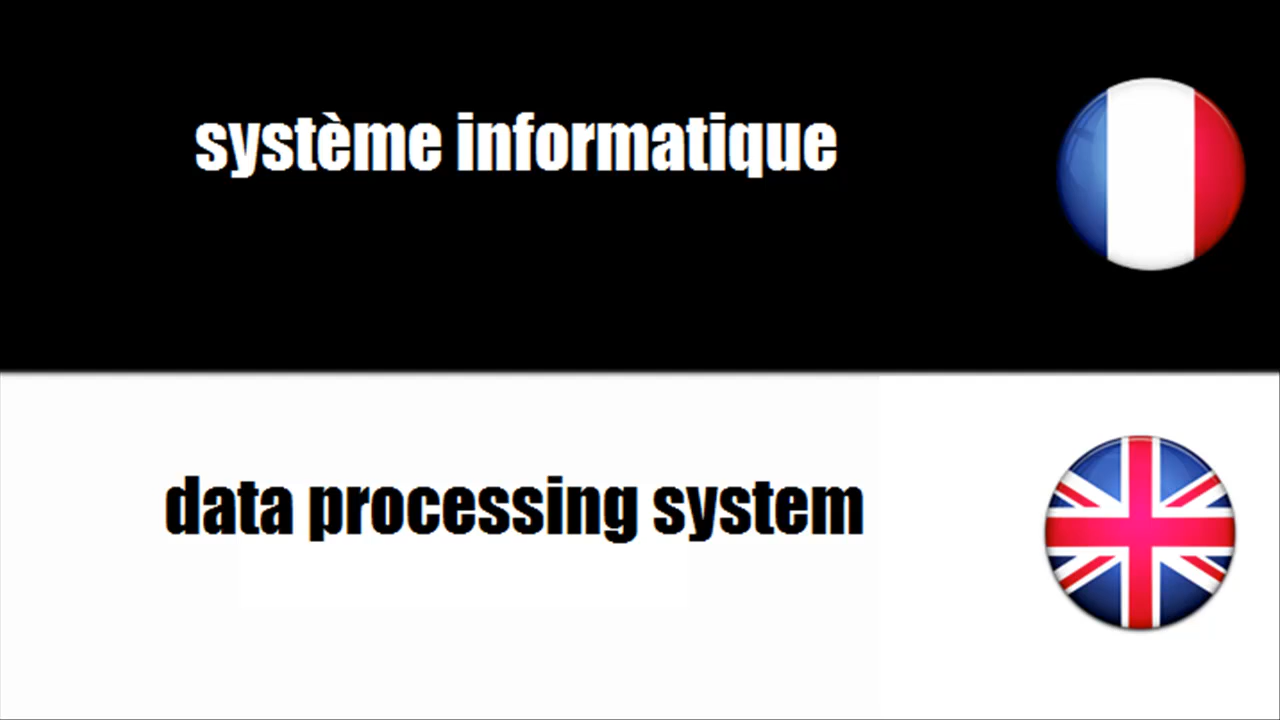 système informatique
data processing system